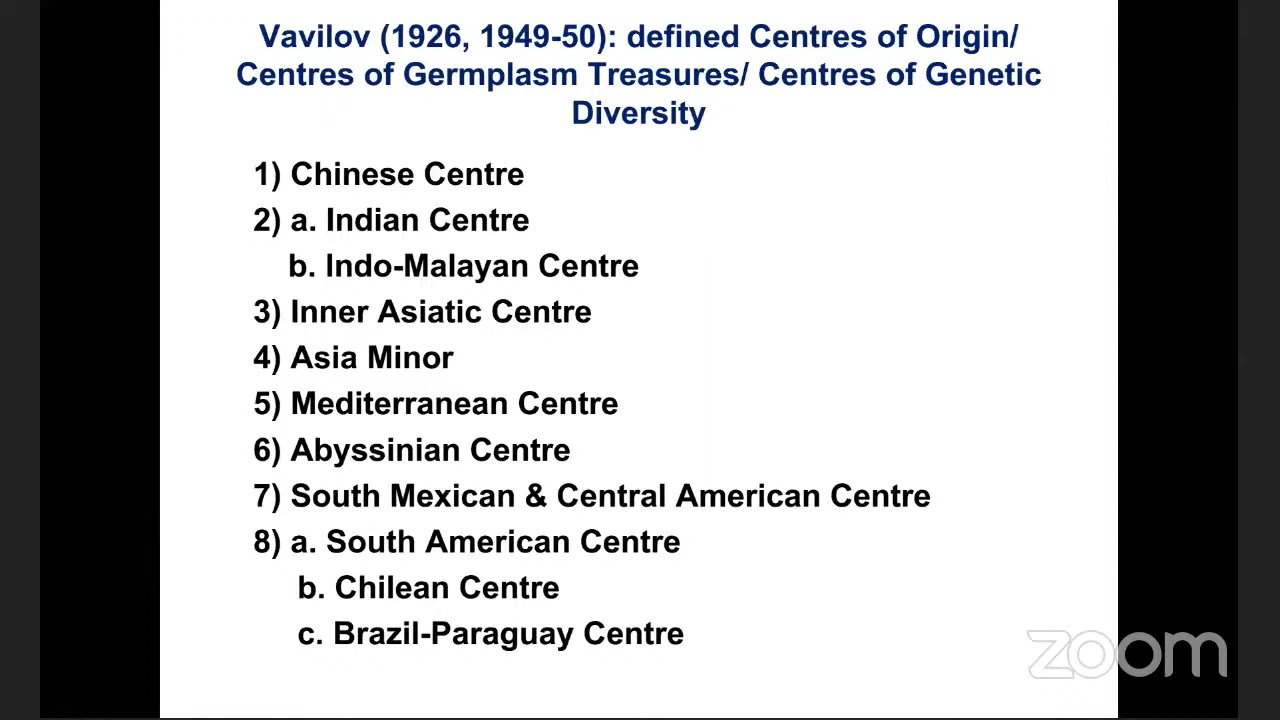 Vavilov (1926, 1949-50): defined Centres of Origin/
Centres of Germplasm Treasures/ Centres of Genetic
Diversity
1) Chinese Centre
2) a. Indian Centre
b. Indo-Malayan Centre
3) Inner Asiatic Centre
4) Asia Minor
5) Mediterranean Centre
6) Abyssinian Centre
7) South Mexican & Central American Centre
8) a. South American Centre
b. Chilean Centre
c. Brazil-Paraguay Centre
zoom